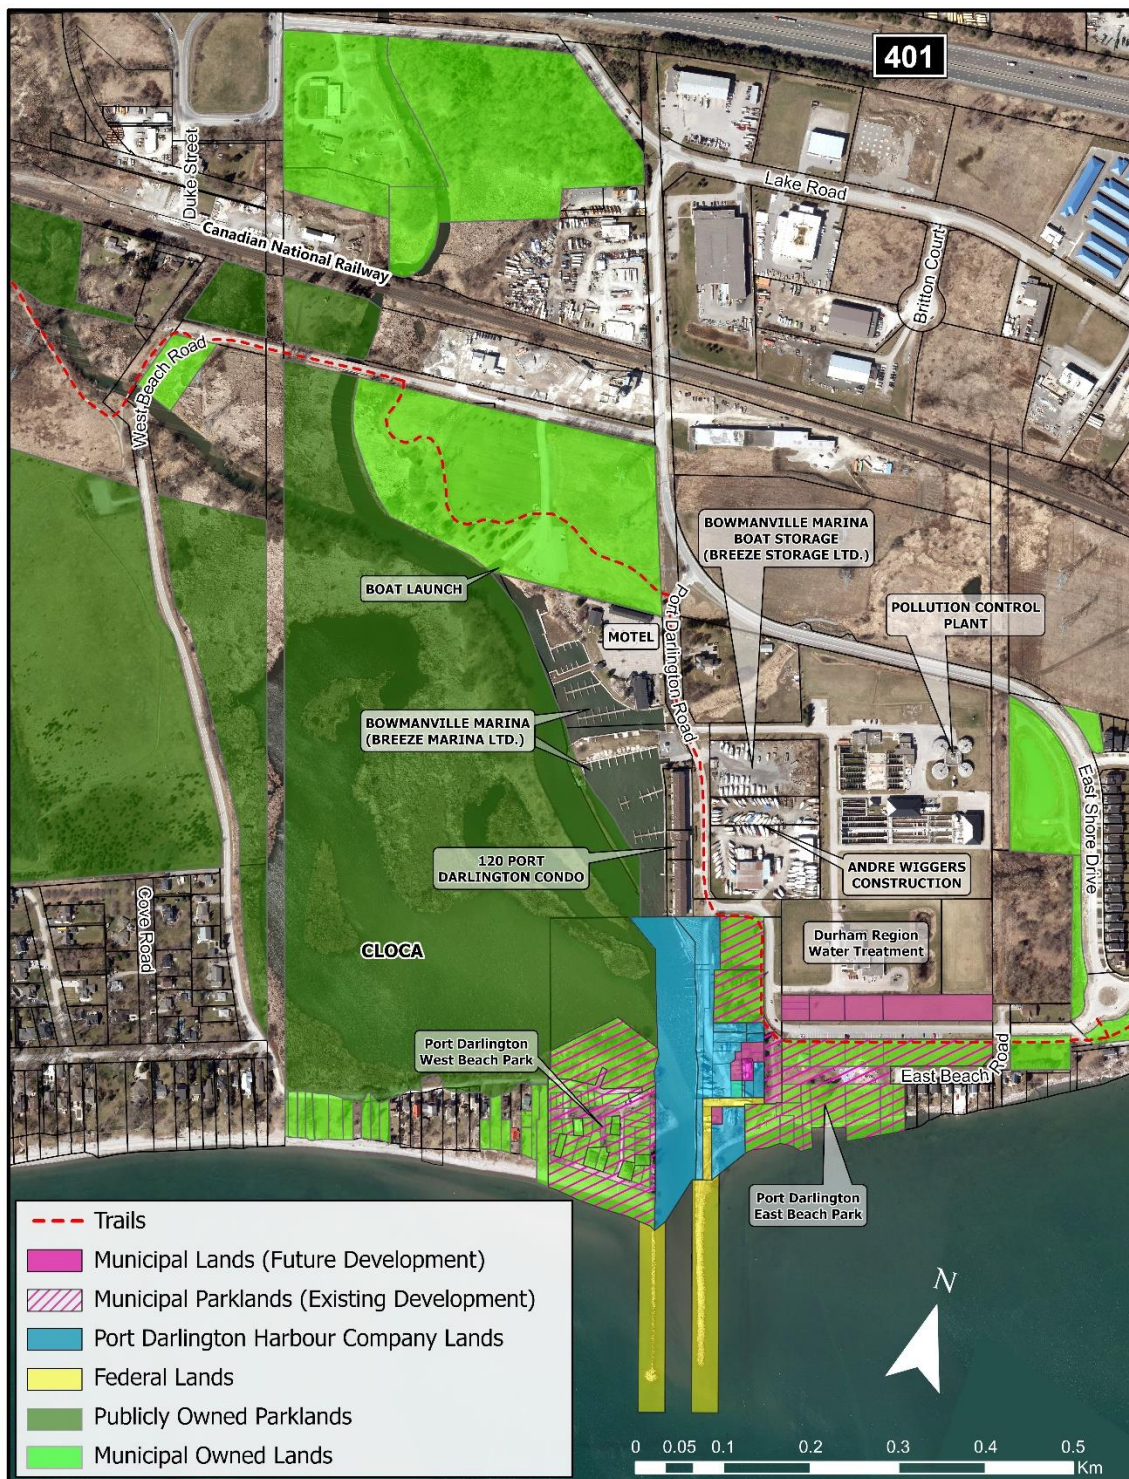 401
Duke Street
Lake Road
Canadian National Railway
Britton Court
West Beach Road
BOWMANVILLE MARINA
BOAT STORAGE
(BREEZE STORAGE LTD.)
BOAT LAUNCH
POLLUTION CONTROL
PLANT
MOTEL
Port Darlington Road
BOWMANVILLE MARINA
(BREEZE MARINA LTD.)
East Shore Drive
120 PORT
DARLINGTON CONDO
ANDRE WIGGERS
CONSTRUCTION
Cove Road
CLOCA
Durham Region
Water Treatment
Port Darlington
West Beach Park
East Beach Road
Port Darlington
East Beach Park
Trails
Municipal Lands (Future Development)
Municipal Parklands (Existing Development)
Port Darlington Harbour Company Lands
Federal Lands
Publicly Owned Parklands
Municipal Owned Lands
N
0 0.05 0.1 0.2 0.3 0.4 0.5
Km